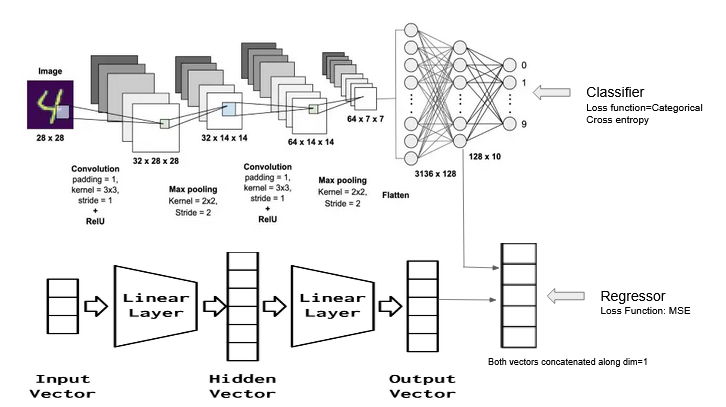 Image
28 x 28
32 x 28 x 28
32 x 14 x 14
64 x 14 x 14
64 x 7 x 7
Convolution
padding = 1,
kernel = 3x3,
stride = 1
+
RelU
Max pooling
Kernel = 2x2,
Stride = 2
Convolution
padding = 1,
kernel = 3x3,
stride = 1
+
RelU
Max pooling
Kernel = 2x2,
Stride = 2
Flatten
3136 x 128
128 x 10
0
1
9
Classifier
Loss function=Categorical
Cross entropy
Linear
Layer
Linear
Layer
Input
Vector
Hidden
Vector
Output
Vector
Regressor
Loss Function: MSE
Both vectors concatenated along dim=1